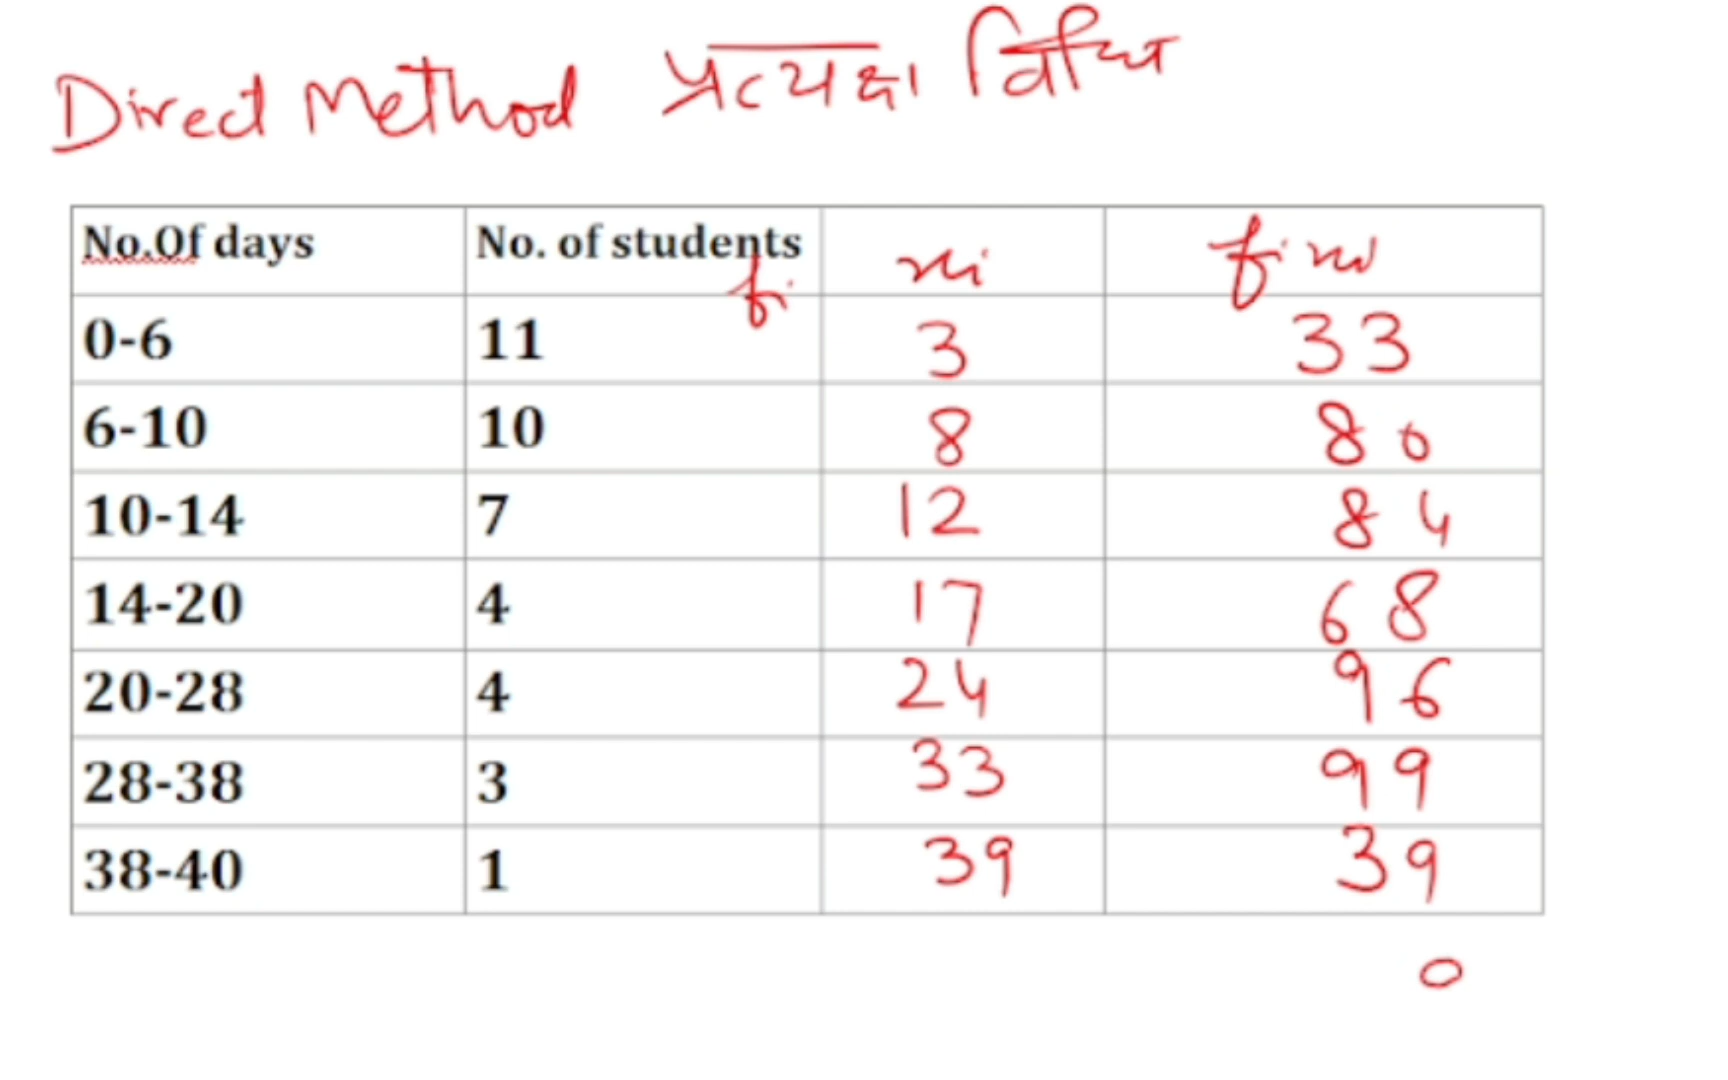 Direct Method प्रत्यक्ष विधि
No.Of days No. of students fi xi fixi
0-6 11 3 33
6-10 10 8 80
10-14 7 12 84
14-20 4 17 68
20-28 4 24 96
28-38 3 33 99
38-40 1 39 39
0